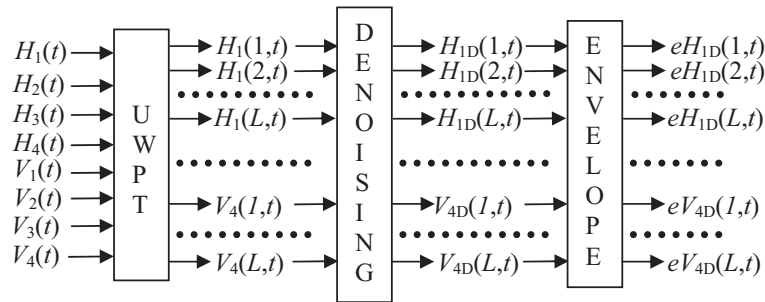 H₁(t)
H₂(t)
H₃(t)
H₄(t)
V₁(t)
V₂(t)
V₃(t)
V₄(t)
UWPT
H₁(1,t)
H₁(2,t)
H₁(L,t)
V₄(1,t)
V₄(L,t)
DENOISING
H₁D(1,t)
H₁D(2,t)
H₁D(L,t)
V₄D(1,t)
V₄D(L,t)
ENVELOPE
eH₁D(1,t)
eH₁D(2,t)
eH₁D(L,t)
eV₄D(1,t)
eV₄D(L,t)